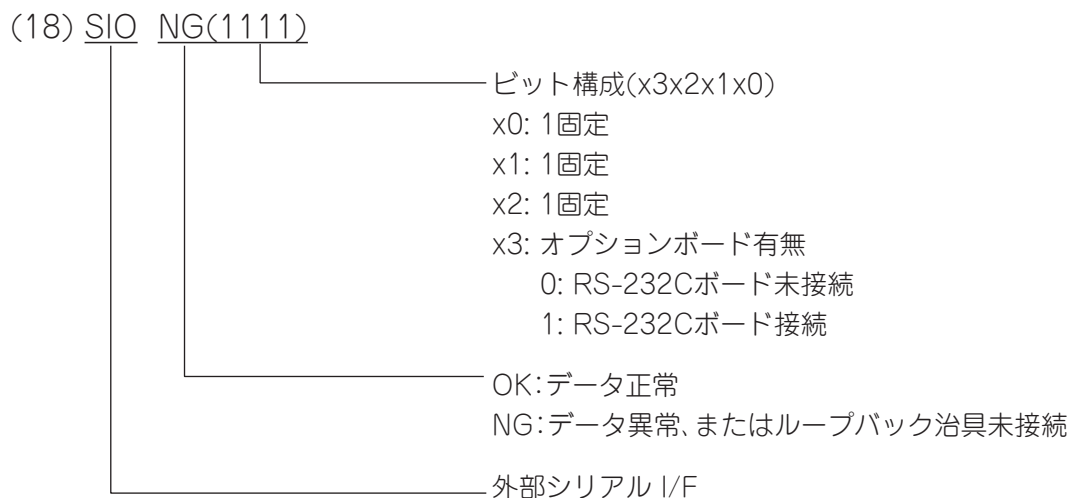 (18) SIO NG(1111)
ビット構成(x3x2x1x0)
x0: 1固定
x1: 1固定
x2: 1固定
x3: オプションボード有無
0: RS-232Cボード未接続
1: RS-232Cボード接続
OK:データ正常
NG:データ異常、またはループバック治具未接続
外部シリアル I/F